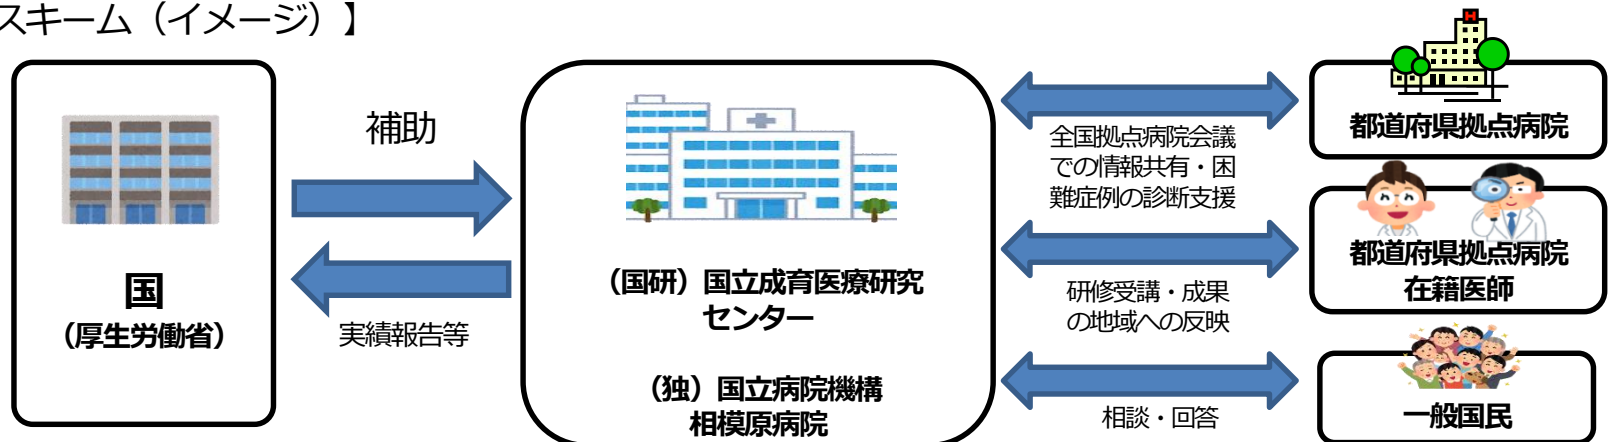 スキーム（イメージ）】
国
（厚生労働省）
補助
実績報告等
（国研）国立成育医療研究
センター
（独）国立病院機構
相模原病院
全国拠点病院会議
での情報共有・困
難症例の診断支援
研修受講・成果
の地域への反映
相談・回答
H
都道府県拠点病院
都道府県拠点病院
在籍医師
一般国民